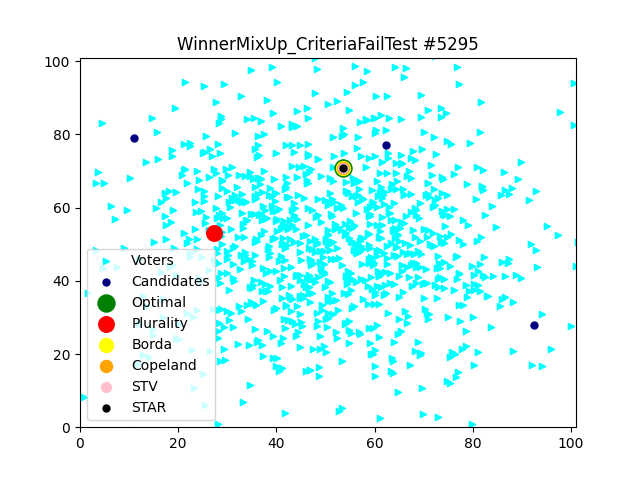 WinnerMixUp_CriteriaFailTest #5295
100
80
60
40
20
0
Voters
Candidates
Optimal
Plurality
Borda
Copeland
STV
STAR
0 20 40 60 80 100